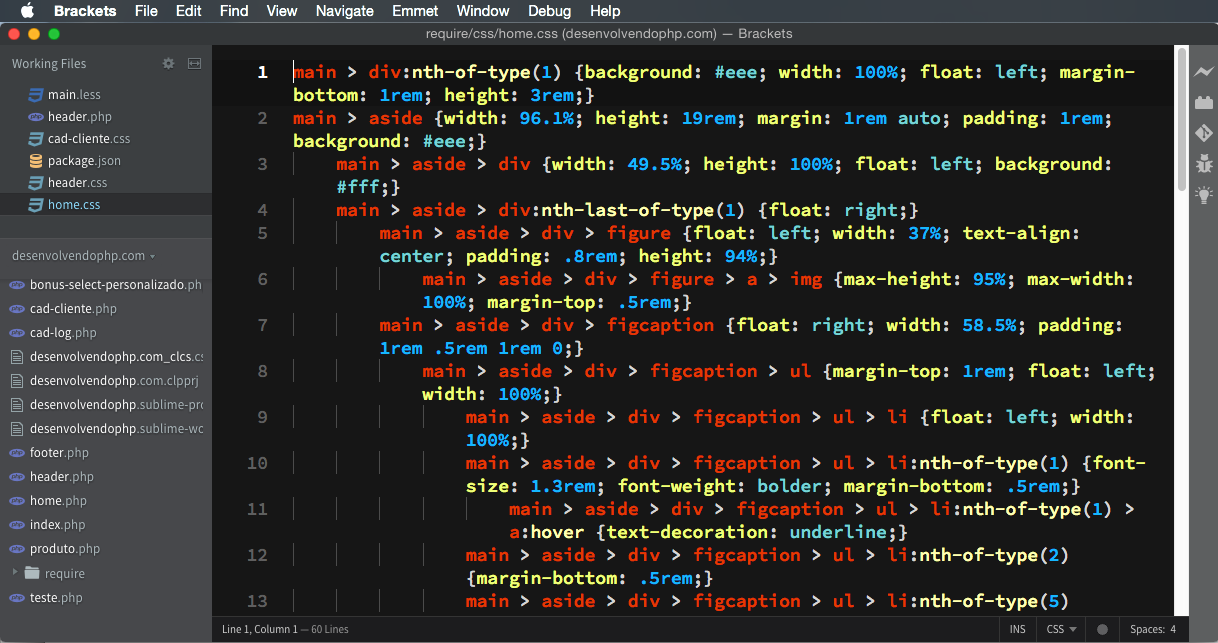 Brackets File Edit Find View Navigate Emmet Window Debug Help
require/css/home.css (desenvolvendophp.com) — Brackets
Working Files
main.less
header.php
cad-cliente.css
package.json
header.css
home.css
desenvolvendophp.com
bonus-select-personalizado.ph
cad-cliente.php
cad-log.php
desenvolvendophp.com_clcs.cs
desenvolvendophp.com.clpprj
desenvolvendophp.sublime-pro
desenvolvendophp.sublime-wo
footer.php
header.php
home.php
index.php
produto.php
require
teste.php
1 main > div:nth-of-type(1) {background: #eee; width: 100%; float: left; margin-
bottom: 1rem; height: 3rem;}
2 main > aside {width: 96.1%; height: 19rem; margin: 1rem auto; padding: 1rem;
background: #eee;}
3 main > aside > div {width: 49.5%; height: 100%; float: left; background:
#fff;}
4 main > aside > div:nth-last-of-type(1) {float: right;}
5 main > aside > div > figure {float: left; width: 37%; text-align:
center; padding: .8rem; height: 94%;}
6 main > aside > div > figure > a > img {max-height: 95%; max-width:
100%; margin-top: .5rem;}
7 main > aside > div > figcaption {float: right; width: 58.5%; padding:
1rem .5rem 1rem 0;}
8 main > aside > div > figcaption > ul {margin-top: 1rem; float: left;
width: 100%;}
9 main > aside > div > figcaption > ul > li {float: left; width:
100%;}
10 main > aside > div > figcaption > ul > li:nth-of-type(1) {font-
size: 1.3rem; font-weight: bolder; margin-bottom: .5rem;}
11 main > aside > div > figcaption > ul > li:nth-of-type(1) >
a:hover {text-decoration: underline;}
12 main > aside > div > figcaption > ul > li:nth-of-type(2)
{margin-bottom: .5rem;}
13 main > aside > div > figcaption > ul > li:nth-of-type(5)
Line 1, Column 1 — 60 Lines
INS CSS Spaces: 4